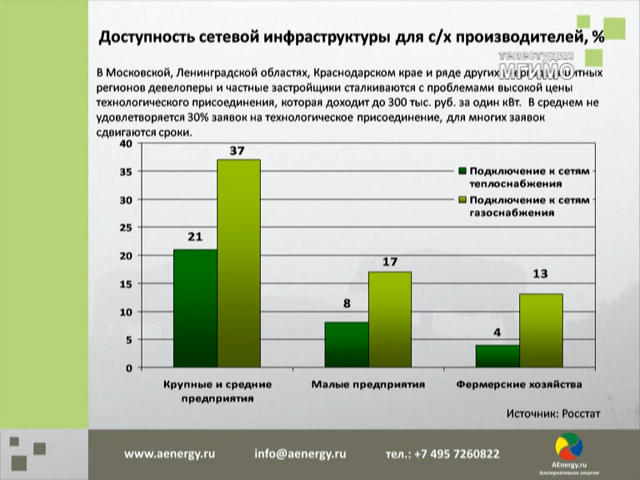 Доступность сетевой инфраструктуры для с/х производителей, %
телестудия
МГИМО
В Московской, Ленинградской областях, Краснодарском крае и ряде других
регионов девелоперы и частные застройщики сталкиваются с проблемами высокой цены
технологического присоединения, которая доходит до 300 тыс. руб. за один кВт. В среднем не
удовлетворяется 30% заявок на технологическое присоединение, для многих заявок
сдвигаются сроки.
40
35
30
25
20
15
10
5
0
21
37
8
17
4
13
Подключение к сетям
теплоснабжения
Подключение к сетям
газоснабжения
Крупные и средние
предприятия
Малые предприятия
Фермерские хозяйства
Источник: Росстат
www.aenergy.ru info@aenergy.ru тел.: +7 495 7260822
AEnergy.ru
Альтернативная энергия